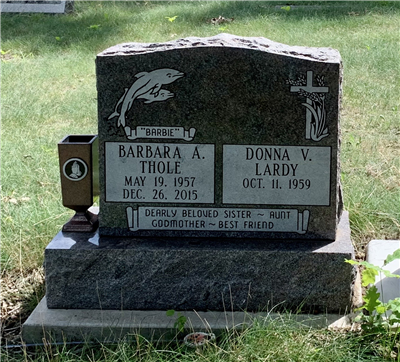 "BARBIE"
BARBARA A.
THOLE
MAY 19. 1957
DEC. 26. 2015
DONNA V.
LARDY
OCT. 11. 1959
DEARLY BELOVED SISTER ~ AUNT
GODMOTHER ~ BEST FRIEND